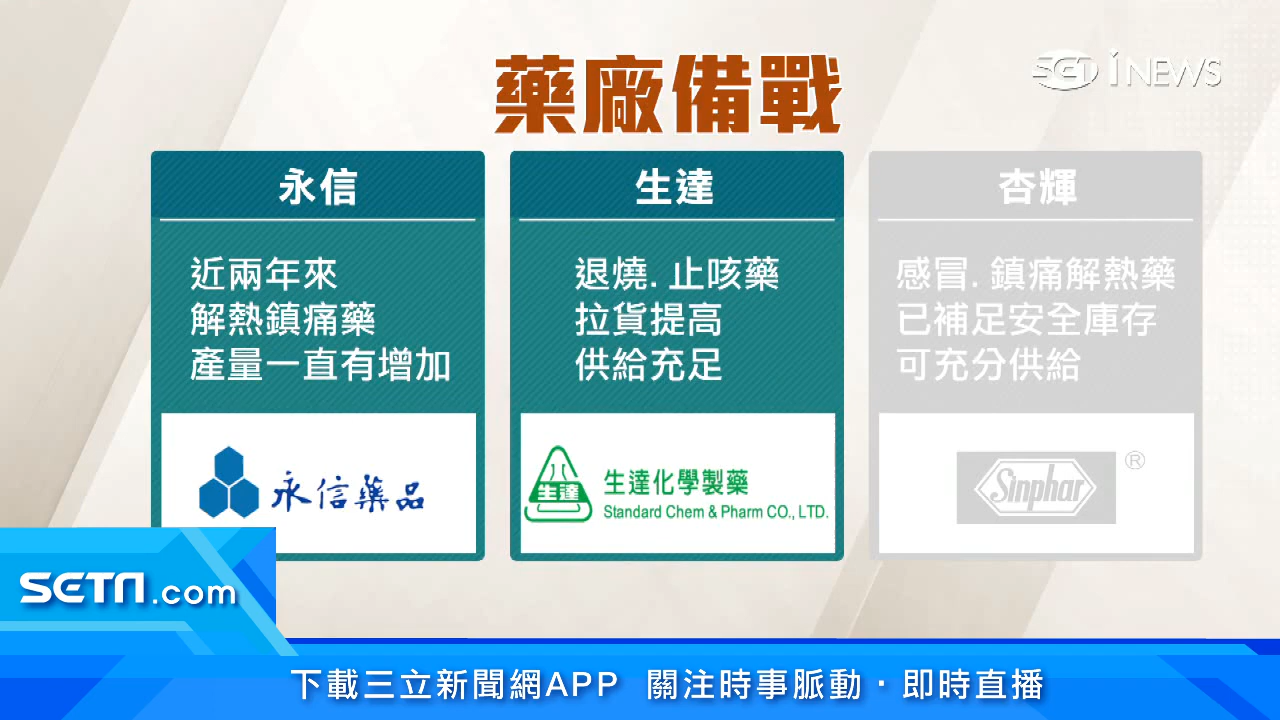 藥廠備戰
SET iNEWS
永信
近兩年來
解熱鎮痛藥
產量一直有增加
永信藥品
生達
退燒.止咳藥
拉貨提高
供給充足
生達
生達化學製藥
Standard Chem & Pharm CO., LTD.
杏輝
感冒.鎮痛解熱藥
已補足安全庫存
可充分供給
Sinphar ®
SETN.com
下載三立新聞網APP 關注時事脈動·即時直播